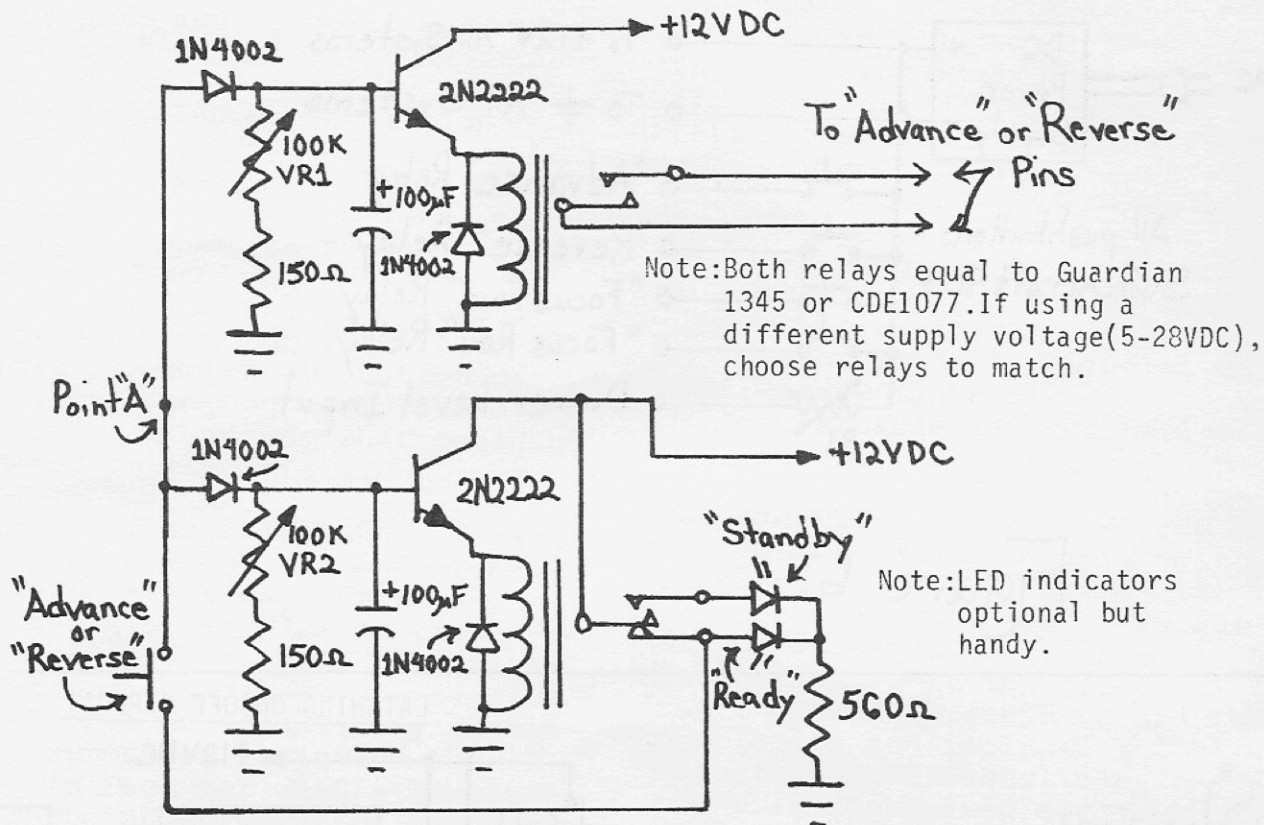 +12VDC
1N4002
2N2222
100K
VR1
+100µF
1N4002
150Ω
To "Advance" or "Reverse"
Pins
Note:Both relays equal to Guardian
1345 or CDE1077.If using a
different supply voltage(5-28VDC),
choose relays to match.
Point "A"
1N4002
2N2222
+12VDC
100K
VR2
+100µF
1N4002
150Ω
"Advance"
or
"Reverse"
"Standby"
"Ready"
560Ω
Note:LED indicators
optional but
handy.